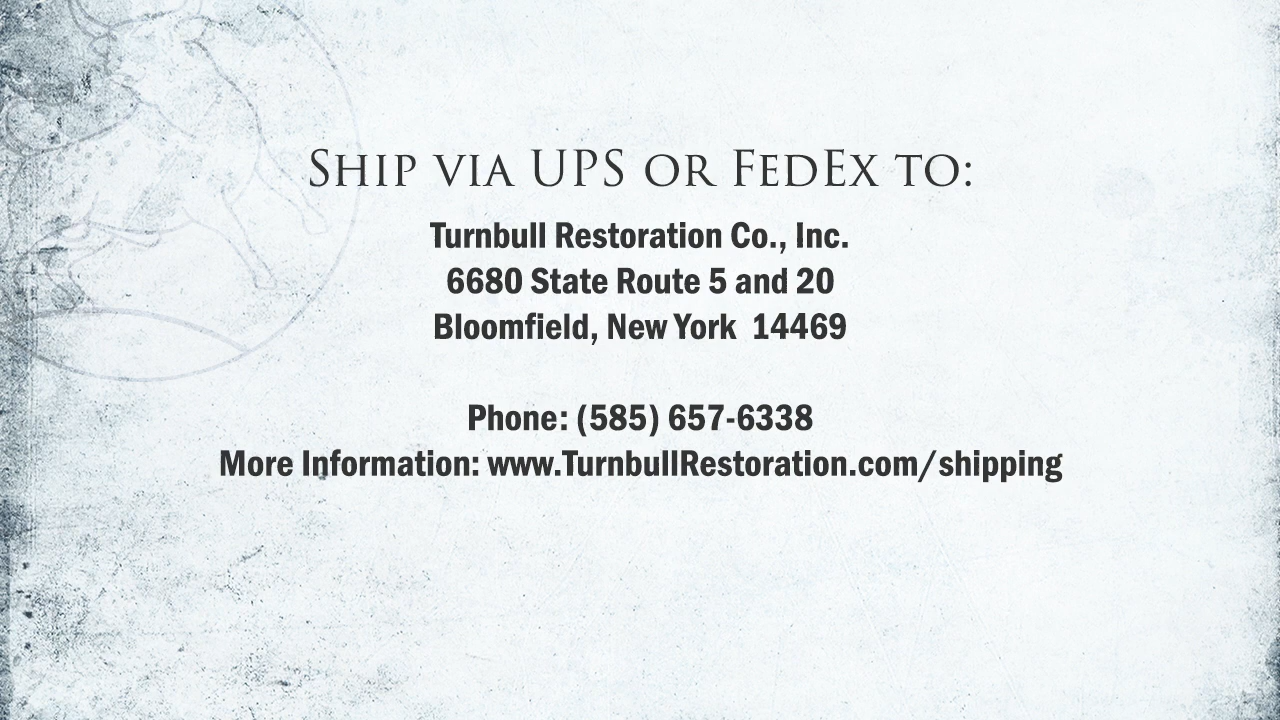 Ship via UPS or FedEx to:
Turnbull Restoration Co., Inc.
6680 State Route 5 and 20
Bloomfield, New York  14469
Phone: (585) 657-6338
More Information: www.TurnbullRestoration.com/shipping